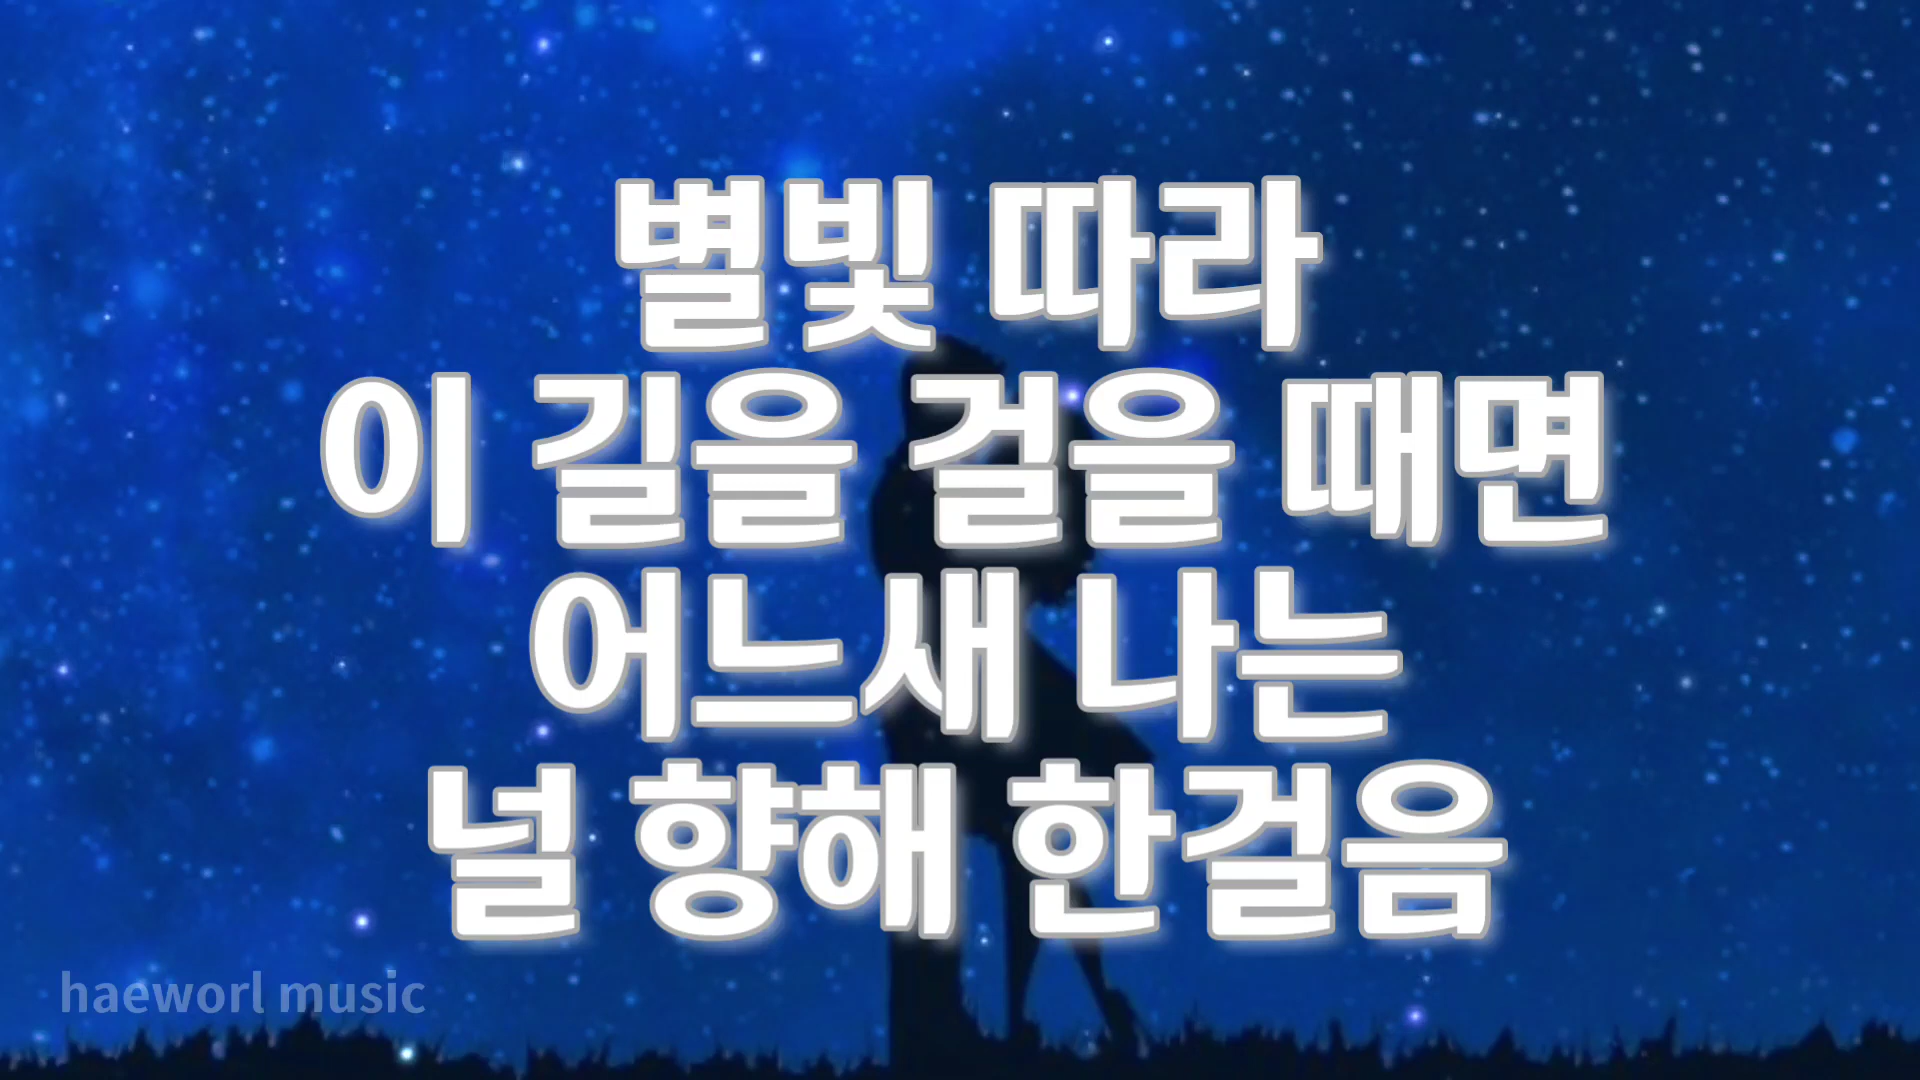 별빛 따라
이 길을 걸을 때면
어느새 나는
널 향해 한걸음
haeworl music